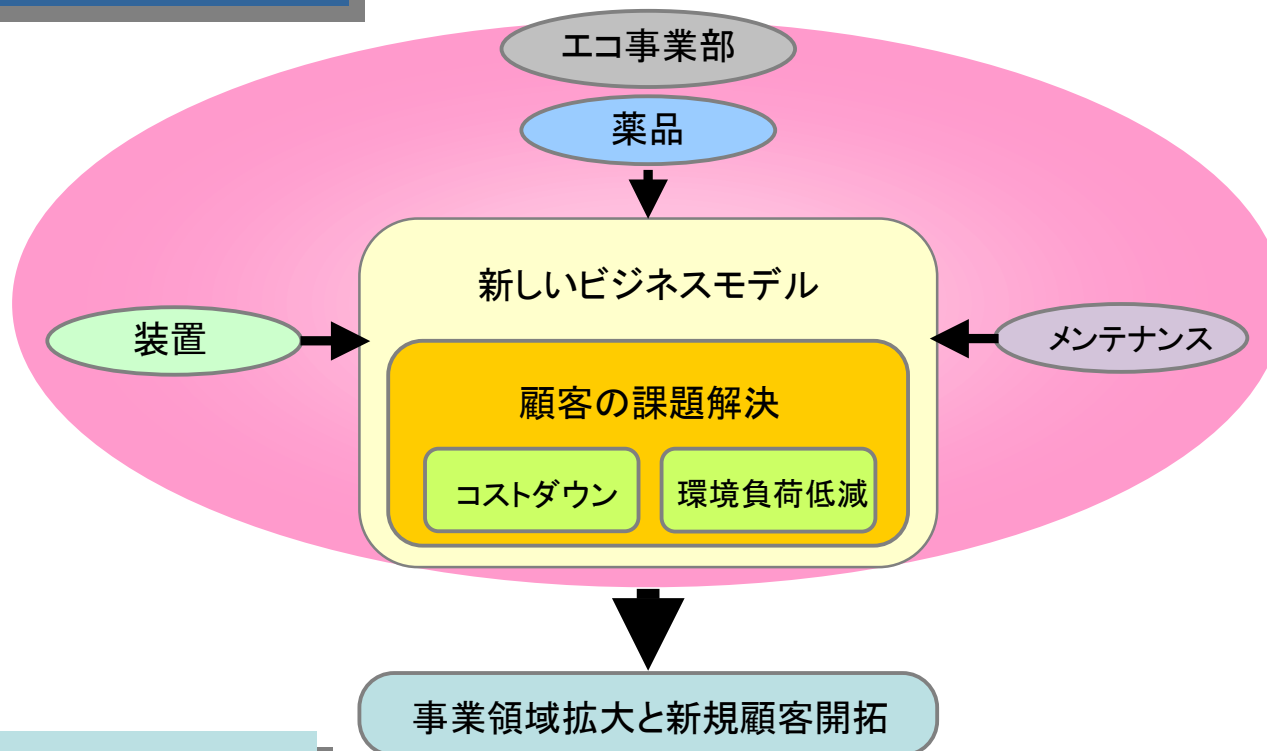 エコ事業部
薬品
新しいビジネスモデル
装置
メンテナンス
顧客の課題解決
コストダウン
環境負荷低減
事業領域拡大と新規顧客開拓